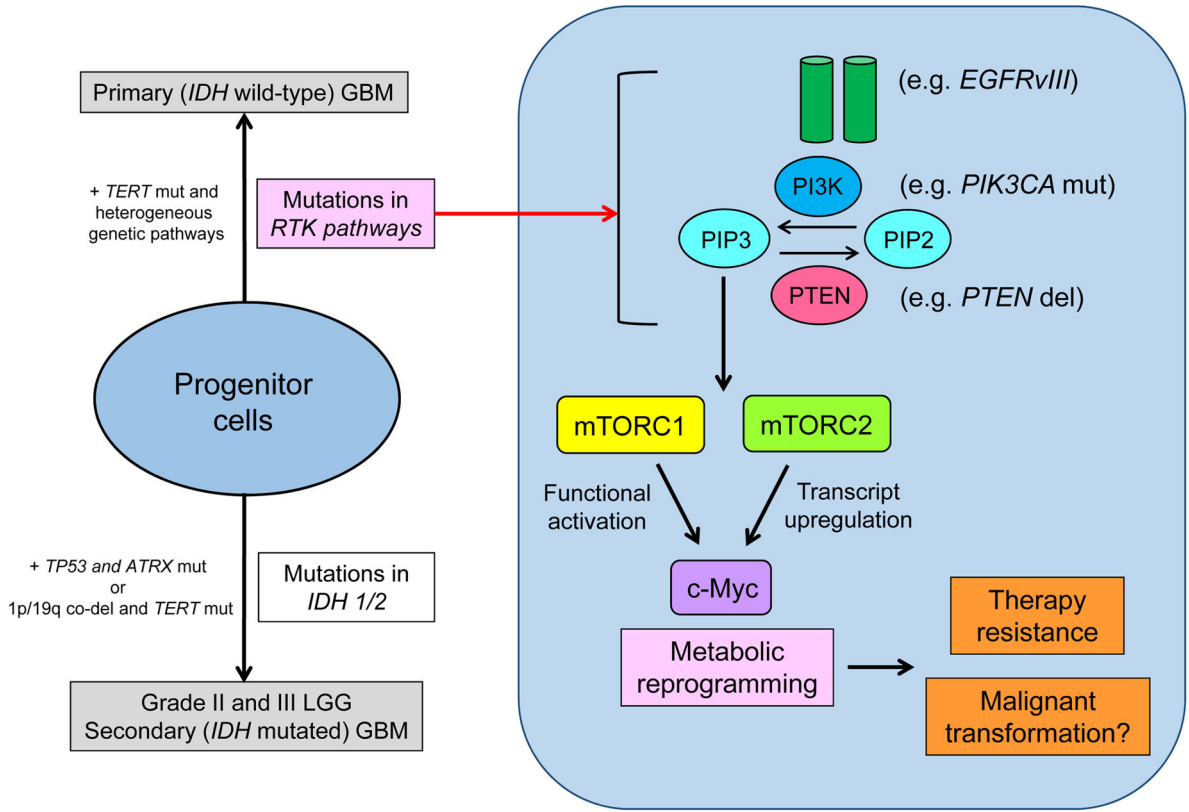 Primary (IDH wild-type) GBM
+ TERT mut and
heterogeneous
genetic pathways
Mutations in
RTK pathways
Progenitor
cells
+ TP53 and ATRX mut
or
1p/19q co-del and TERT mut
Mutations in
IDH 1/2
Grade II and III LGG
Secondary (IDH mutated) GBM
(e.g. EGFRvIII)
PI3K
(e.g. PIK3CA mut)
PIP3
PIP2
PTEN
(e.g. PTEN del)
mTORC1
mTORC2
Functional
activation
Transcript
upregulation
c-Myc
Metabolic
reprogramming
Therapy
resistance
Malignant
transformation?